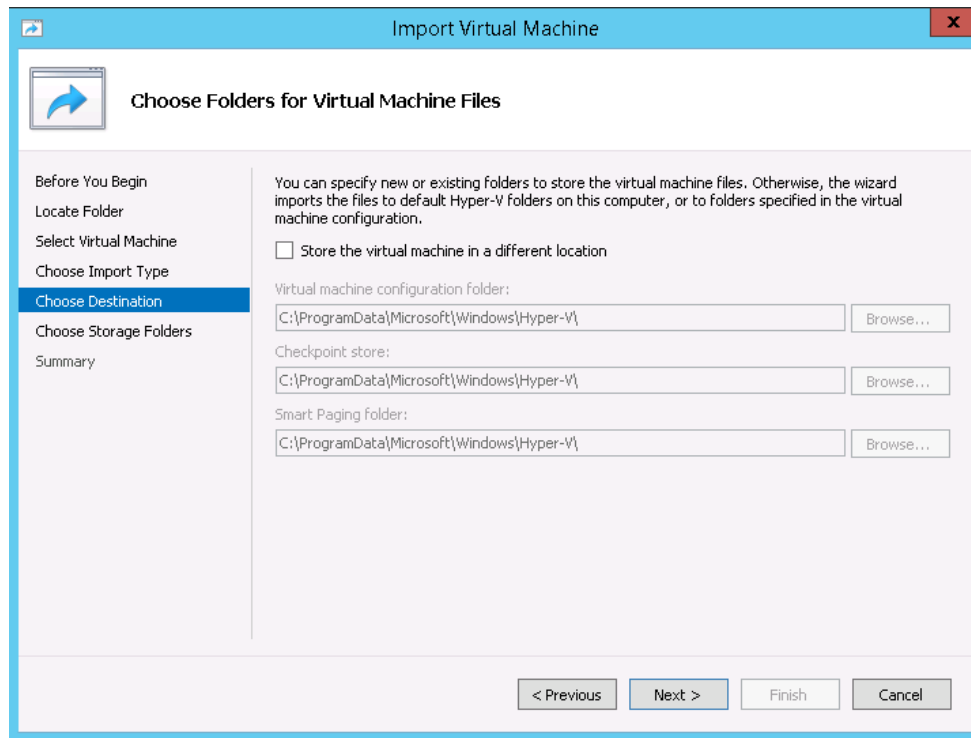 Import Virtual Machine
x
Choose Folders for Virtual Machine Files
Before You Begin
Locate Folder
Select Virtual Machine
Choose Import Type
Choose Destination
Choose Storage Folders
Summary
You can specify new or existing folders to store the virtual machine files. Otherwise, the wizard
imports the files to default Hyper-V folders on this computer, or to folders specified in the virtual
machine configuration.
Store the virtual machine in a different location
Virtual machine configuration folder:
C:\ProgramData\Microsoft\Windows\Hyper-V\
Browse...
Checkpoint store:
C:\ProgramData\Microsoft\Windows\Hyper-V\
Browse...
Smart Paging folder:
C:\ProgramData\Microsoft\Windows\Hyper-V\
Browse...
< Previous
Next >
Finish
Cancel